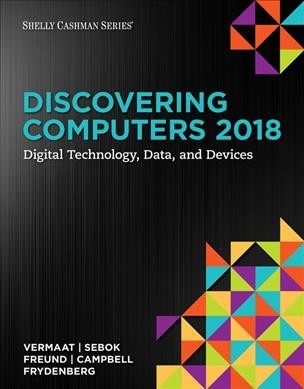 SHELLY CASHMAN SERIES®
DISCOVERING
COMPUTERS 2018
Digital Technology, Data, and Devices
VERMAAT | SEBOK
FREUND | CAMPBELL
FRYDENBERG